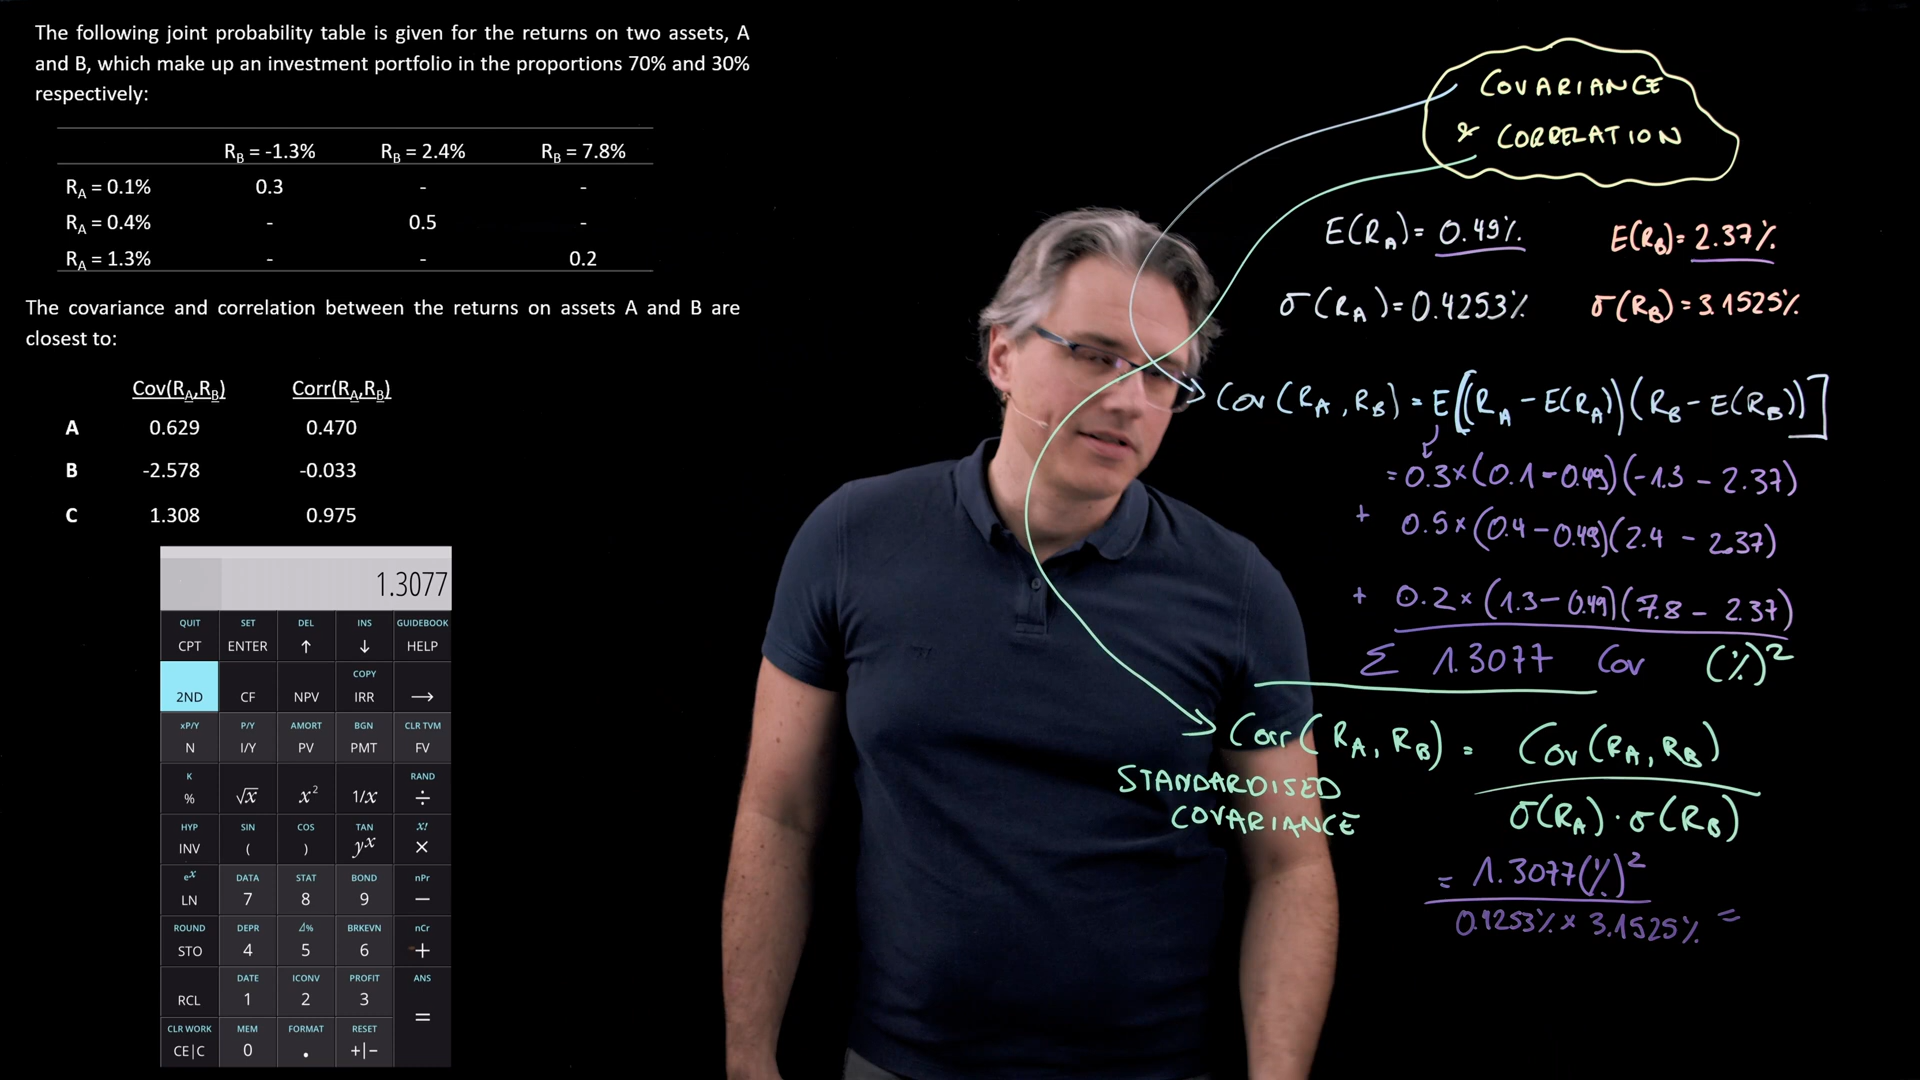 The following joint probability table is given for the returns on two assets, A
and B, which make up an investment portfolio in the proportions 70% and 30%
respectively:
R_B = -1.3% R_B = 2.4% R_B = 7.8%
R_A = 0.1% 0.3 - -
R_A = 0.4% - 0.5 -
R_A = 1.3% - - 0.2
The covariance and correlation between the returns on assets A and B are
closest to:
Cov(R_A,R_B) Corr(R_A,R_B)
A 0.629 0.470
B -2.578 -0.033
C 1.308 0.975
1.3077
QUIT SET DEL INS GUIDEBOOK
CPT ENTER ↑ ↓ HELP
COPY
2ND CF NPV IRR →
xP/Y P/Y AMORT BGN CLR TVM
N I/Y PV PMT FV
K RAND
% √x x² 1/x ÷
HYP SIN COS TAN x!
INV ( ) yˣ ×
eˣ DATA STAT BOND nPr
LN 7 8 9 −
ROUND DEPR Δ% BRKEVN nCr
STO 4 5 6 +
DATE ICONV PROFIT ANS
RCL 1 2 3 =
CLR WORK MEM FORMAT RESET
CE|C 0 . +|−
COVARIANCE
& CORRELATION
E(R_A) = 0.49% E(R_B) = 2.37%
σ(R_A) = 0.4253% σ(R_B) = 3.1525%
Cov(R_A, R_B) = E[(R_A − E(R_A))(R_B − E(R_B))]
= 0.3×(0.1−0.49)(−1.3 − 2.37)
+ 0.5×(0.4−0.49)(2.4 − 2.37)
+ 0.2×(1.3−0.49)(7.8 − 2.37)
Σ 1.3077 Cov (%)²
Corr(R_A, R_B) = Cov(R_A, R_B)
σ(R_A)·σ(R_B)
STANDARDISED
COVARIANCE
= 1.3077(%)²
0.4253% × 3.1525% =